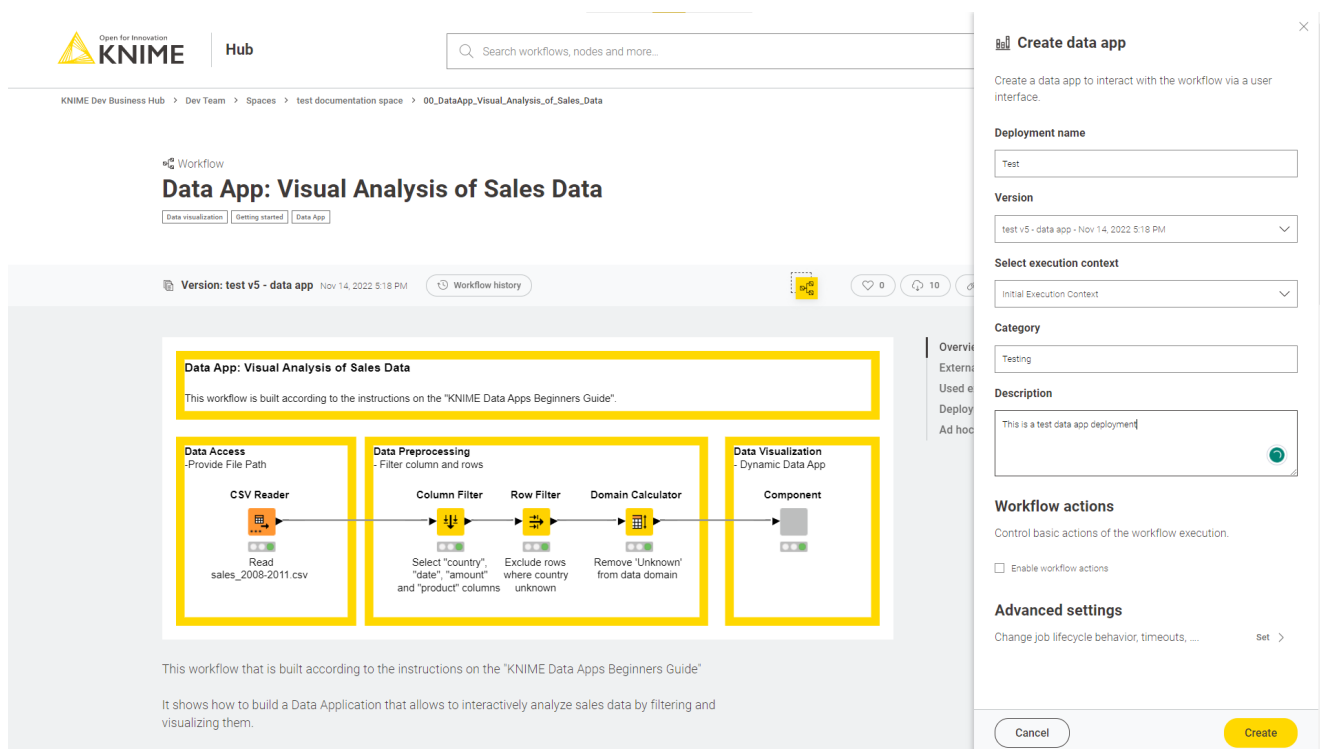 Open for Innovation
KNIME
Hub
Search workflows, nodes and more...
KNIME Dev Business Hub > Dev Team > Spaces > test documentation space > 00_DataApp_Visual_Analysis_of_Sales_Data
Workflow
Data App: Visual Analysis of Sales Data
Data visualization Getting started Data App
Version: test v5 - data app Nov 14, 2022 5:18 PM Workflow history 0 10
Data App: Visual Analysis of Sales Data
This workflow is built according to the instructions on the "KNIME Data Apps Beginners Guide".
Data Access
-Provide File Path
CSV Reader
Read
sales_2008-2011.csv
Data Preprocessing
- Filter column and rows
Column Filter
Select "country",
"date", "amount"
and "product" columns
Row Filter
Exclude rows
where country
unknown
Domain Calculator
Remove 'Unknown'
from data domain
Data Visualization
- Dynamic Data App
Component
This workflow that is built according to the instructions on the "KNIME Data Apps Beginners Guide"
It shows how to build a Data Application that allows to interactively analyze sales data by filtering and
visualizing them.
Overvie
Externa
Used e
Deploy
Ad hoc
Create data app
Create a data app to interact with the workflow via a user
interface.
Deployment name
Test
Version
test v5 - data app - Nov 14, 2022 5:18 PM
Select execution context
Initial Execution Context
Category
Testing
Description
This is a test data app deployment
Workflow actions
Control basic actions of the workflow execution.
Enable workflow actions
Advanced settings
Change job lifecycle behavior, timeouts, .... Set >
Cancel Create